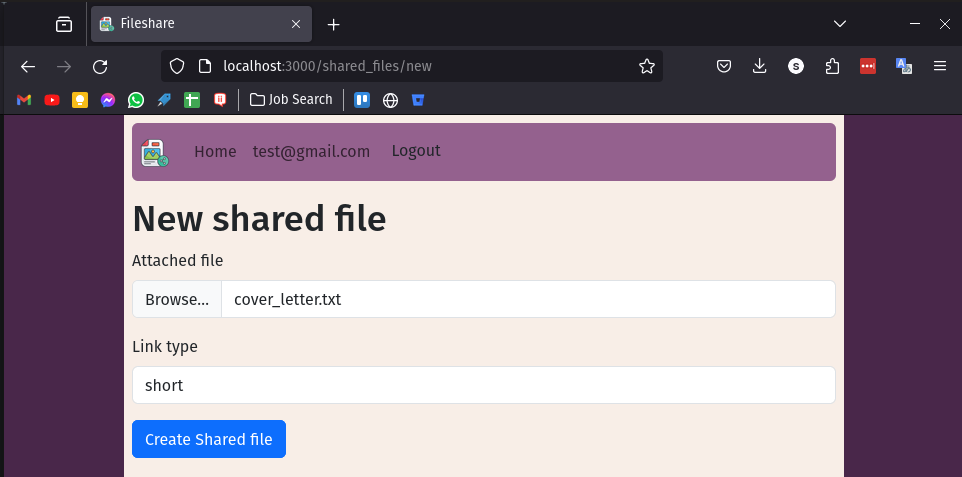 Fileshare
localhost:3000/shared_files/new
Job Search
Home test@gmail.com Logout
New shared file
Attached file
Browse... cover_letter.txt
Link type
short
Create Shared file